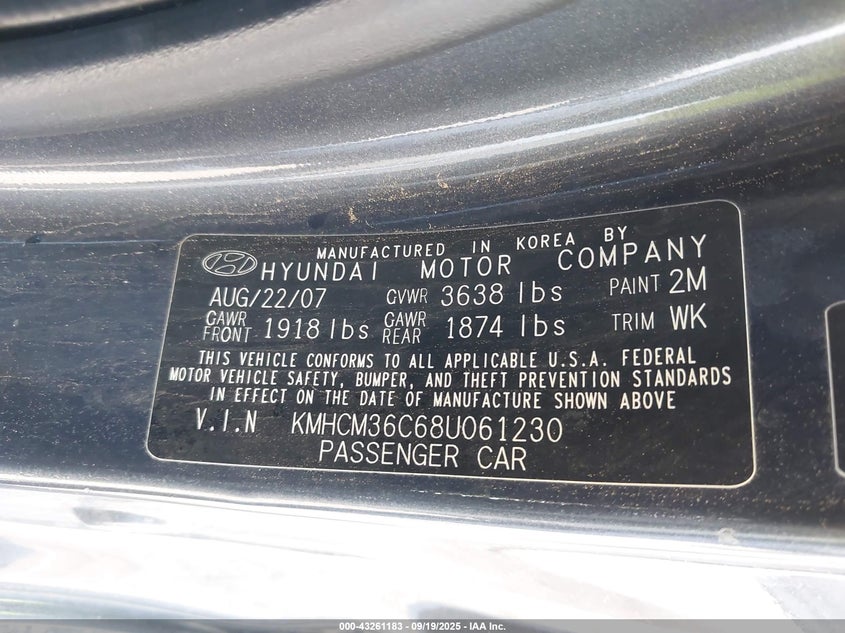 MANUFACTURED IN KOREA BY
HYUNDAI MOTOR COMPANY
AUG/22/07 GVWR 3638 lbs PAINT 2M
GAWR FRONT 1918 lbs GAWR REAR 1874 lbs TRIM WK
THIS VEHICLE CONFORMS TO ALL APPLICABLE U.S.A. FEDERAL
MOTOR VEHICLE SAFETY, BUMPER, AND THEFT PREVENTION STANDARDS
IN EFFECT ON THE DATE OF MANUFACTURE SHOWN ABOVE
V.I.N KMHCM36C68U061230
PASSENGER CAR
000-43261183 - 09/19/2025 - IAA Inc.